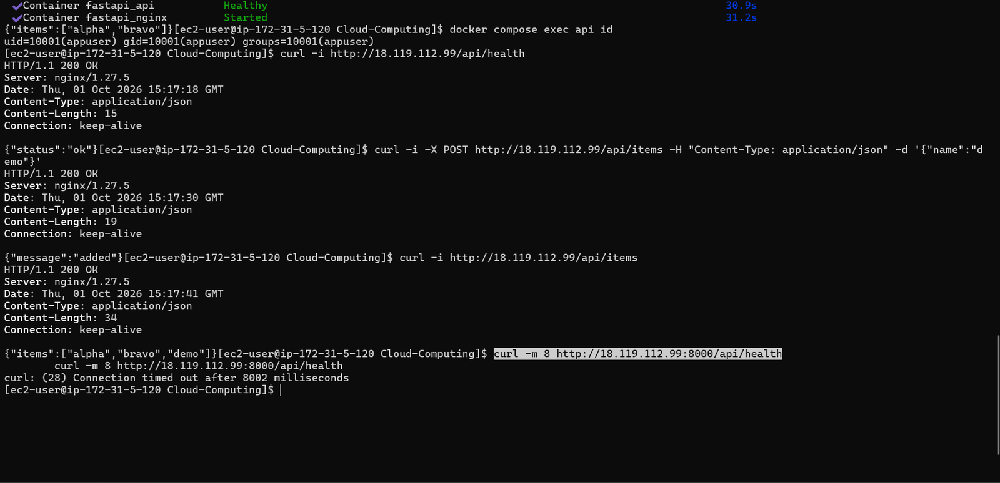 ✔Container fastapi_api Healthy 30.9s
✔Container fastapi_nginx Started 31.2s
{"items":["alpha","bravo"]}[ec2-user@ip-172-31-5-120 Cloud-Computing]$ docker compose exec api id
uid=10001(appuser) gid=10001(appuser) groups=10001(appuser)
[ec2-user@ip-172-31-5-120 Cloud-Computing]$ curl -i http://18.119.112.99/api/health
HTTP/1.1 200 OK
Server: nginx/1.27.5
Date: Thu, 01 Oct 2026 15:17:18 GMT
Content-Type: application/json
Content-Length: 15
Connection: keep-alive
{"status":"ok"}[ec2-user@ip-172-31-5-120 Cloud-Computing]$ curl -i -X POST http://18.119.112.99/api/items -H "Content-Type: application/json" -d '{"name":"d
emo"}'
HTTP/1.1 200 OK
Server: nginx/1.27.5
Date: Thu, 01 Oct 2026 15:17:30 GMT
Content-Type: application/json
Content-Length: 19
Connection: keep-alive
{"message":"added"}[ec2-user@ip-172-31-5-120 Cloud-Computing]$ curl -i http://18.119.112.99/api/items
HTTP/1.1 200 OK
Server: nginx/1.27.5
Date: Thu, 01 Oct 2026 15:17:41 GMT
Content-Type: application/json
Content-Length: 34
Connection: keep-alive
{"items":["alpha","bravo","demo"]}[ec2-user@ip-172-31-5-120 Cloud-Computing]$ curl -m 8 http://18.119.112.99:8000/api/health
curl -m 8 http://18.119.112.99:8000/api/health
curl: (28) Connection timed out after 8002 milliseconds
[ec2-user@ip-172-31-5-120 Cloud-Computing]$